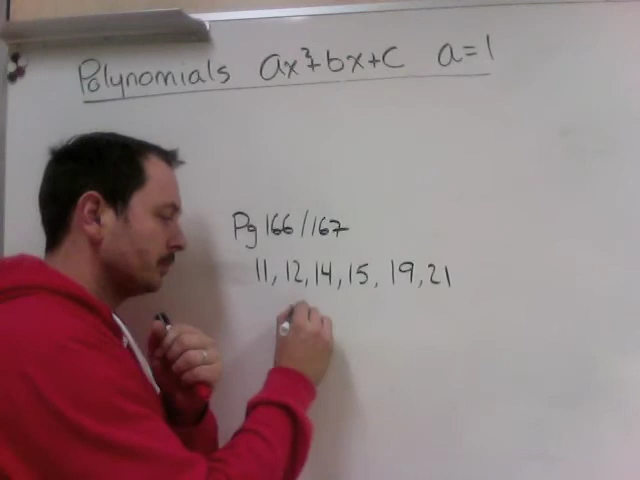 Polynomials ax²+bx+c a=1
Pg 166/167
11, 12, 14, 15, 19, 21